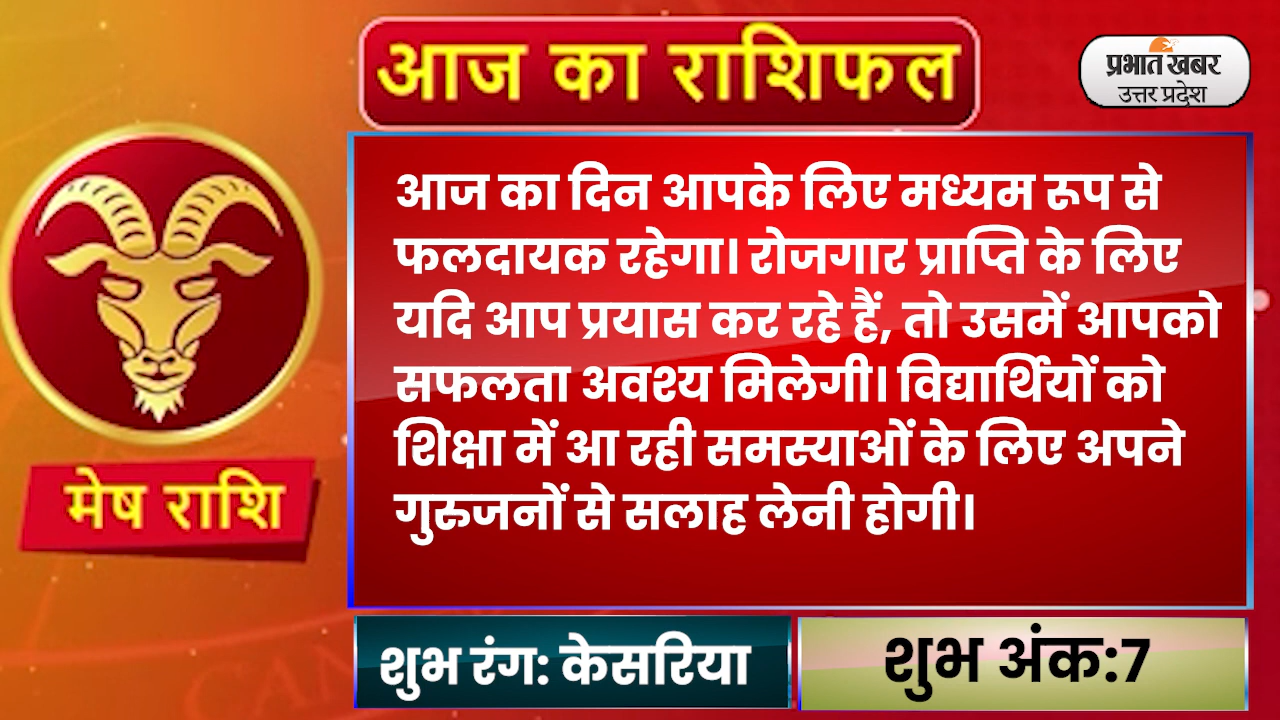 आज का राशिफल
प्रभात खबर
उत्तर प्रदेश
आज का दिन आपके लिए मध्यम रूप से
फलदायक रहेगा। रोजगार प्राप्ति के लिए
यदि आप प्रयास कर रहे हैं, तो उसमें आपको
सफलता अवश्य मिलेगी। विद्यार्थियों को
शिक्षा में आ रही समस्याओं के लिए अपने
गुरुजनों से सलाह लेनी होगी।
मेष राशि
शुभ रंग: केसरिया
शुभ अंक:7